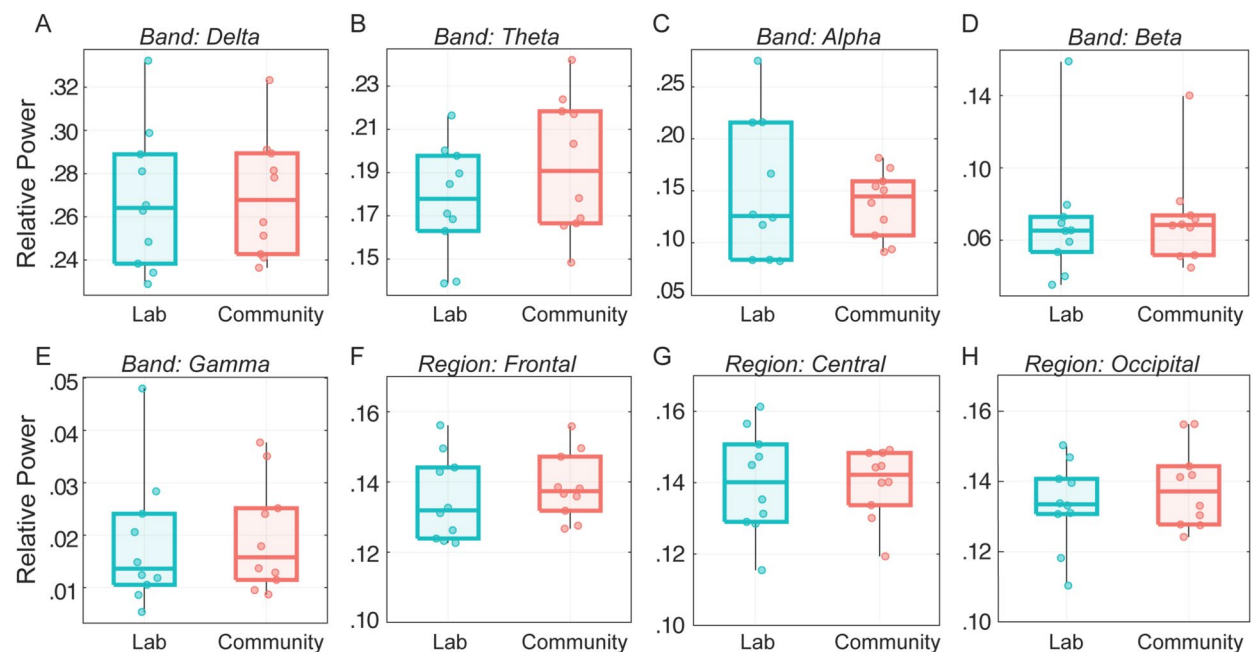 A
Band: Delta
Relative Power
.32
.30
.28
.26
.24
Lab Community
B
Band: Theta
.23
.21
.19
.17
.15
Lab Community
C
Band: Alpha
.25
.20
.15
.10
.05
Lab Community
D
Band: Beta
.14
.10
.06
Lab Community
E
Band: Gamma
Relative Power
.05
.04
.03
.02
.01
Lab Community
F
Region: Frontal
.16
.14
.12
.10
Lab Community
G
Region: Central
.16
.14
.12
.10
Lab Community
H
Region: Occipital
.16
.14
.12
.10
Lab Community